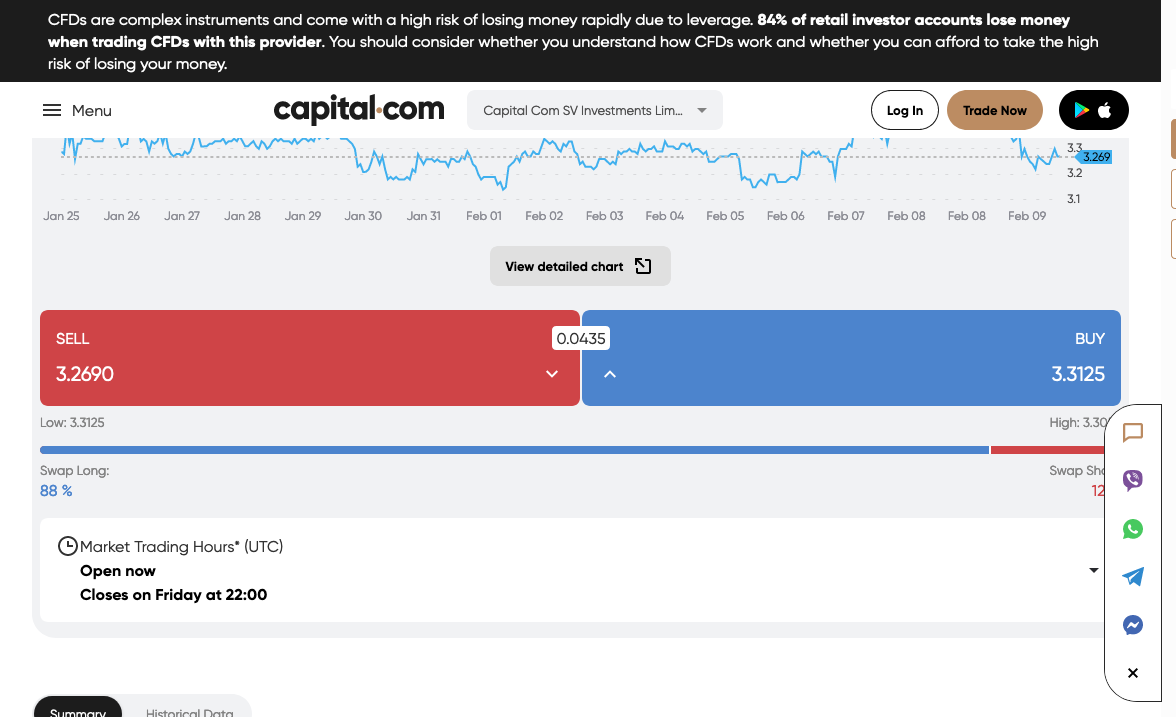 CFDs are complex instruments and come with a high risk of losing money rapidly due to leverage. 84% of retail investor accounts lose money
when trading CFDs with this provider. You should consider whether you understand how CFDs work and whether you can afford to take the high
risk of losing your money.
Menu
capital.com
Capital Com SV Investments Lim...
Log In
Trade Now
3.3
3.269
3.2
3.1
Jan 25 Jan 26 Jan 27 Jan 28 Jan 29 Jan 30 Jan 31 Feb 01 Feb 02 Feb 03 Feb 04 Feb 05 Feb 06 Feb 07 Feb 08 Feb 08 Feb 09
View detailed chart
SELL
0.0435
BUY
3.2690
3.3125
Low: 3.3125
High: 3.30
Swap Long:
Swap Sho
88 %
12
Market Trading Hours* (UTC)
Open now
Closes on Friday at 22:00
Summary
Historical Data